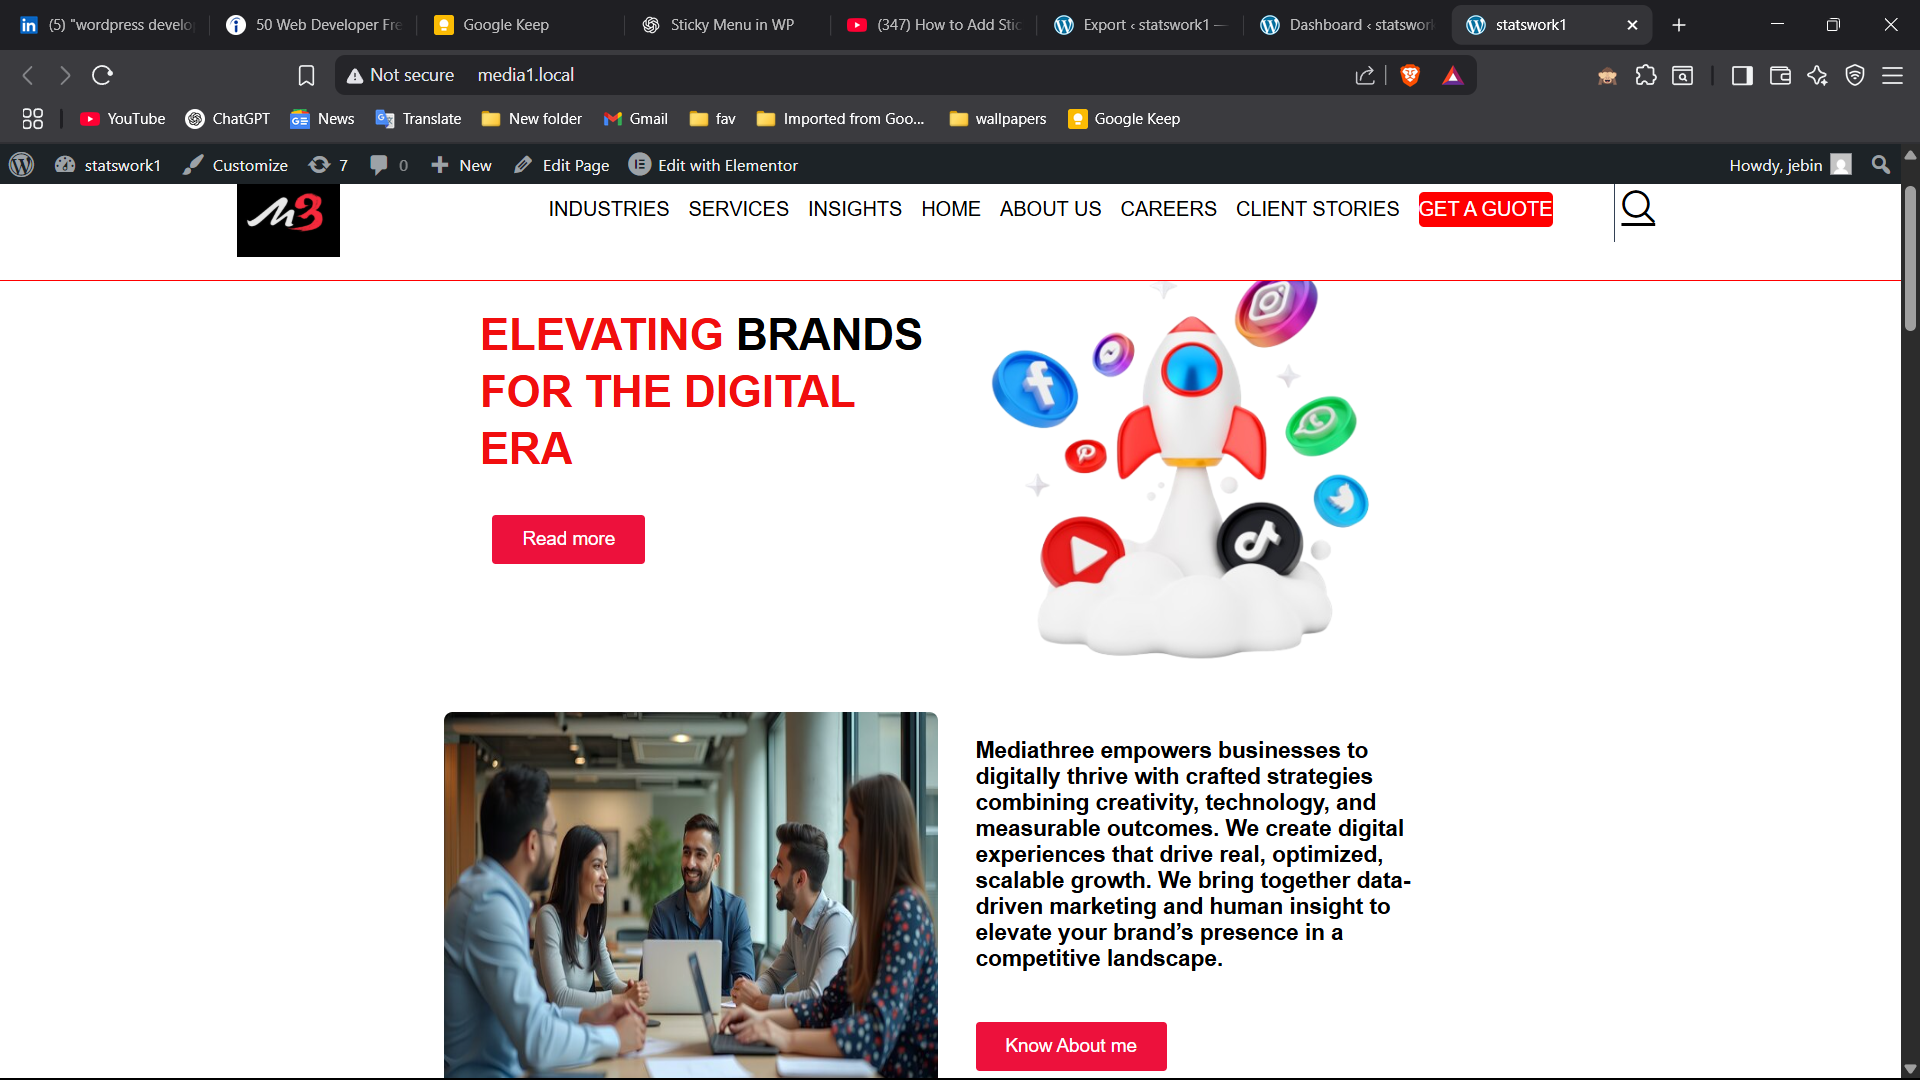 (5) "wordpress develo
50 Web Developer Fre
Google Keep
Sticky Menu in WP
(347) How to Add Stic
Export ‹ statswork1 —
Dashboard ‹ statswor
statswork1
Not secure media1.local
YouTube
ChatGPT
News
Translate
New folder
Gmail
fav
Imported from Goo...
wallpapers
Google Keep
statswork1
Customize
7
0
New
Edit Page
Edit with Elementor
Howdy, jebin
M3
INDUSTRIES SERVICES INSIGHTS HOME ABOUT US CAREERS CLIENT STORIES GET A GUOTE
ELEVATING BRANDS
FOR THE DIGITAL
ERA
Read more
Mediathree empowers businesses to
digitally thrive with crafted strategies
combining creativity, technology, and
measurable outcomes. We create digital
experiences that drive real, optimized,
scalable growth. We bring together data-
driven marketing and human insight to
elevate your brand’s presence in a
competitive landscape.
Know About me